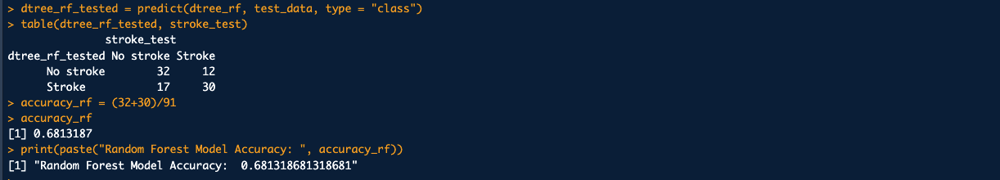 > dtree_rf_tested = predict(dtree_rf, test_data, type = "class")
> table(dtree_rf_tested, stroke_test)
               stroke_test
dtree_rf_tested No stroke Stroke
      No stroke        32     12
      Stroke           17     30
> accuracy_rf = (32+30)/91
> accuracy_rf
[1] 0.6813187
> print(paste("Random Forest Model Accuracy: ", accuracy_rf))
[1] "Random Forest Model Accuracy:  0.681318681318681"